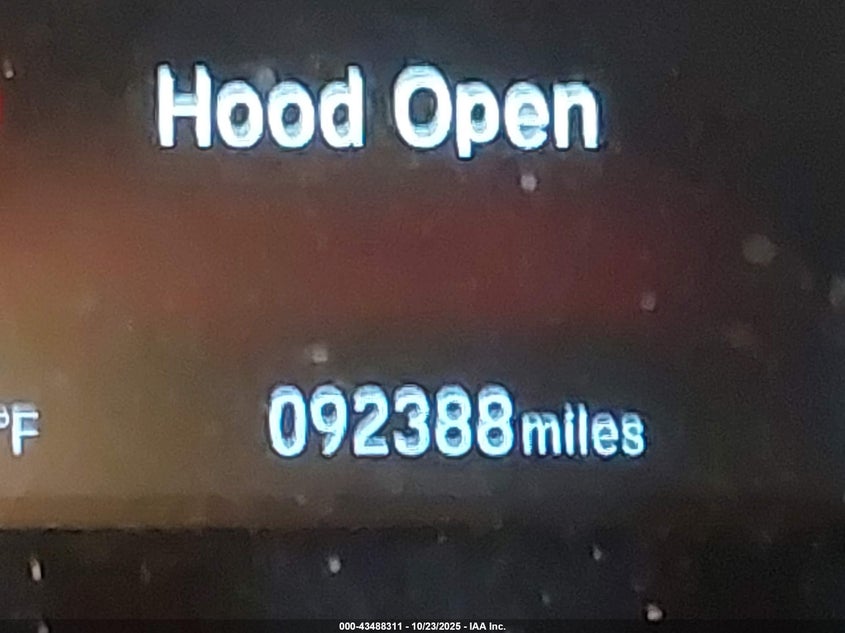 Hood Open
°F 092388miles
000-43488311 - 10/23/2025 - IAA Inc.